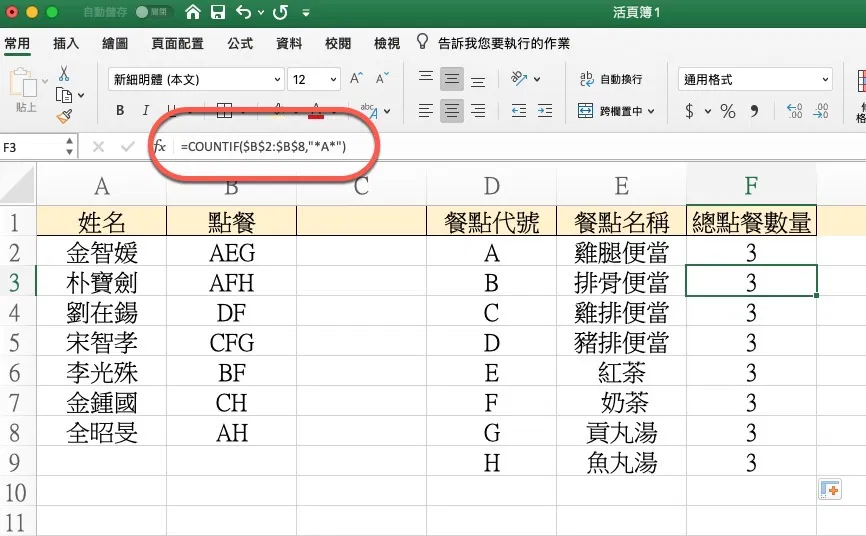 自動儲存 關閉 活頁簿1
常用 插入 繪圖 頁面配置 公式 資料 校閱 檢視 告訴我您要執行的作業
貼上 新細明體 (本文) 12 A^ A˅ ab 自動換行 通用格式
B I U A abc A 跨欄置中 $ % 9 .00
F3 fx =COUNTIF($B$2:$B$8,"*A*")
A B C D E F
1 姓名 點餐 餐點代號 餐點名稱 總點餐數量
2 金智媛 AEG A 雞腿便當 3
3 朴寶劍 AFH B 排骨便當 3
4 劉在鍚 DF C 雞排便當 3
5 宋智孝 CFG D 豬排便當 3
6 李光殊 BF E 紅茶 3
7 金鍾國 CH F 奶茶 3
8 全昭旻 AH G 貢丸湯 3
9 H 魚丸湯 3
10
11